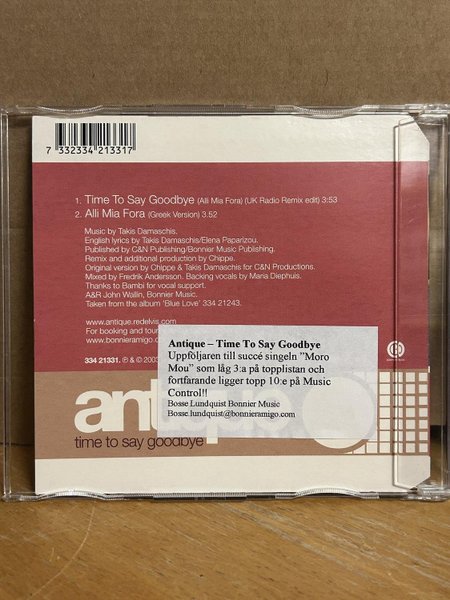 7 332334 213317
1. Time To Say Goodbye (Alli Mia Fora) (UK Radio Remix edit) 3:53
2. Alli Mia Fora (Greek Version) 3.52
Music by Takis Damaschis.
English lyrics by Takis Damaschis/Elena Paparizou.
Published by C&N Publishing/Bonnier Music Publishing.
Remix and additional production by Chippe.
Original version by Chippe & Takis Damaschis for C&N Productions.
Mixed by Fredrik Andersson. Backing vocals by Maria Diephuis.
Thanks to Bambi for vocal support.
A&R John Wallin, Bonnier Music.
Taken from the album 'Blue Love' 334 21243.
www.antique.redelvis.com
For booking and tour
www.bonnieramigo.c
334 21331. ℗ & © 2003
Antique – Time To Say Goodbye
Uppföljaren till succé singeln ”Moro
Mou” som låg 3:a på topplistan och
fortfarande ligger topp 10:e på Music
Control!!
Bosse Lundquist Bonnier Music
Bosse.lundquist@bonnieramigo.com
antique
time to say goodbye